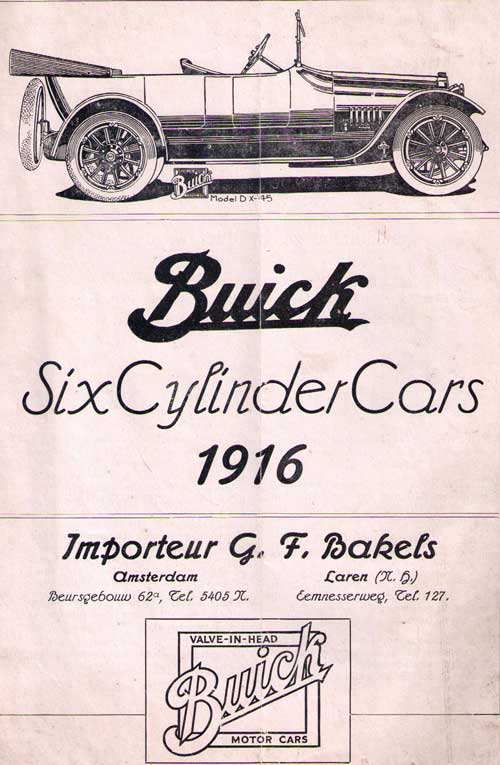 Buick
Model D X-45
Buick
Six Cylinder Cars
1916
Importeur G. F. Bakels
Amsterdam
Beursgebouw 62a, Tel. 5405 N.
Laren (N. H.)
Eemnesserweg, Tel. 127.
VALVE-IN-HEAD
Buick
MOTOR CARS